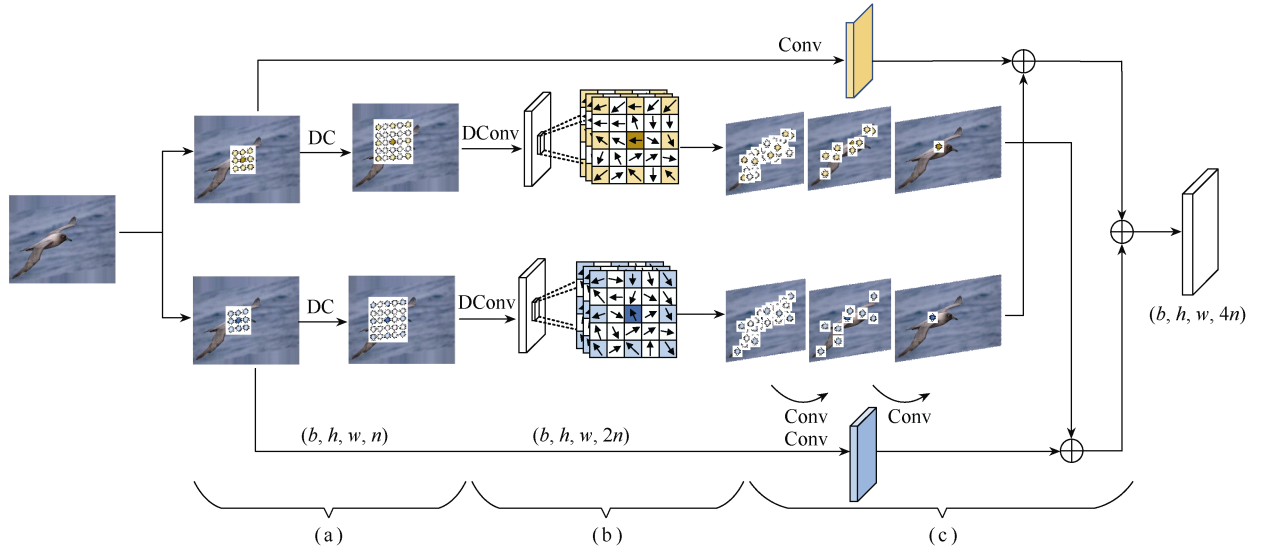 Conv
DC
DConv
DC
DConv
(b, h, w, 4n)
Conv
Conv
Conv
(b, h, w, n)
(b, h, w, 2n)
(a)
(b)
(c)